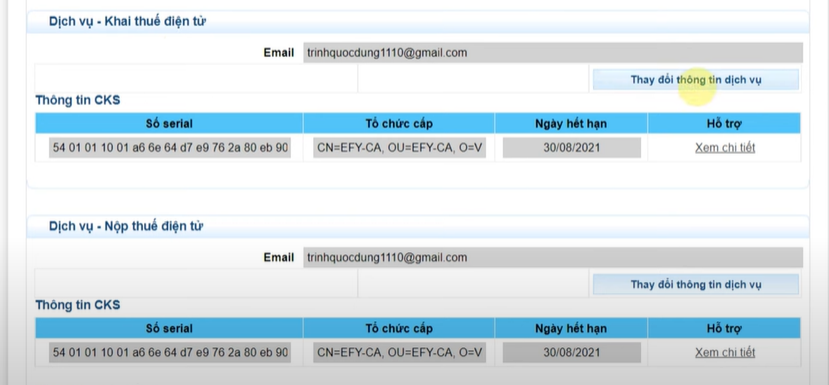 Dịch vụ - Khai thuế điện tử
Email trinhquocdung1110@gmail.com
Thay đổi thông tin dịch vụ
Thông tin CKS
Số serial Tổ chức cấp Ngày hết hạn Hỗ trợ
54 01 01 10 01 a6 6e 64 d7 e9 76 2a 80 eb 90 CN=EFY-CA, OU=EFY-CA, O=V 30/08/2021 Xem chi tiết
Dịch vụ - Nộp thuế điện tử
Email trinhquocdung1110@gmail.com
Thay đổi thông tin dịch vụ
Thông tin CKS
Số serial Tổ chức cấp Ngày hết hạn Hỗ trợ
54 01 01 10 01 a6 6e 64 d7 e9 76 2a 80 eb 90 CN=EFY-CA, OU=EFY-CA, O=V 30/08/2021 Xem chi tiết